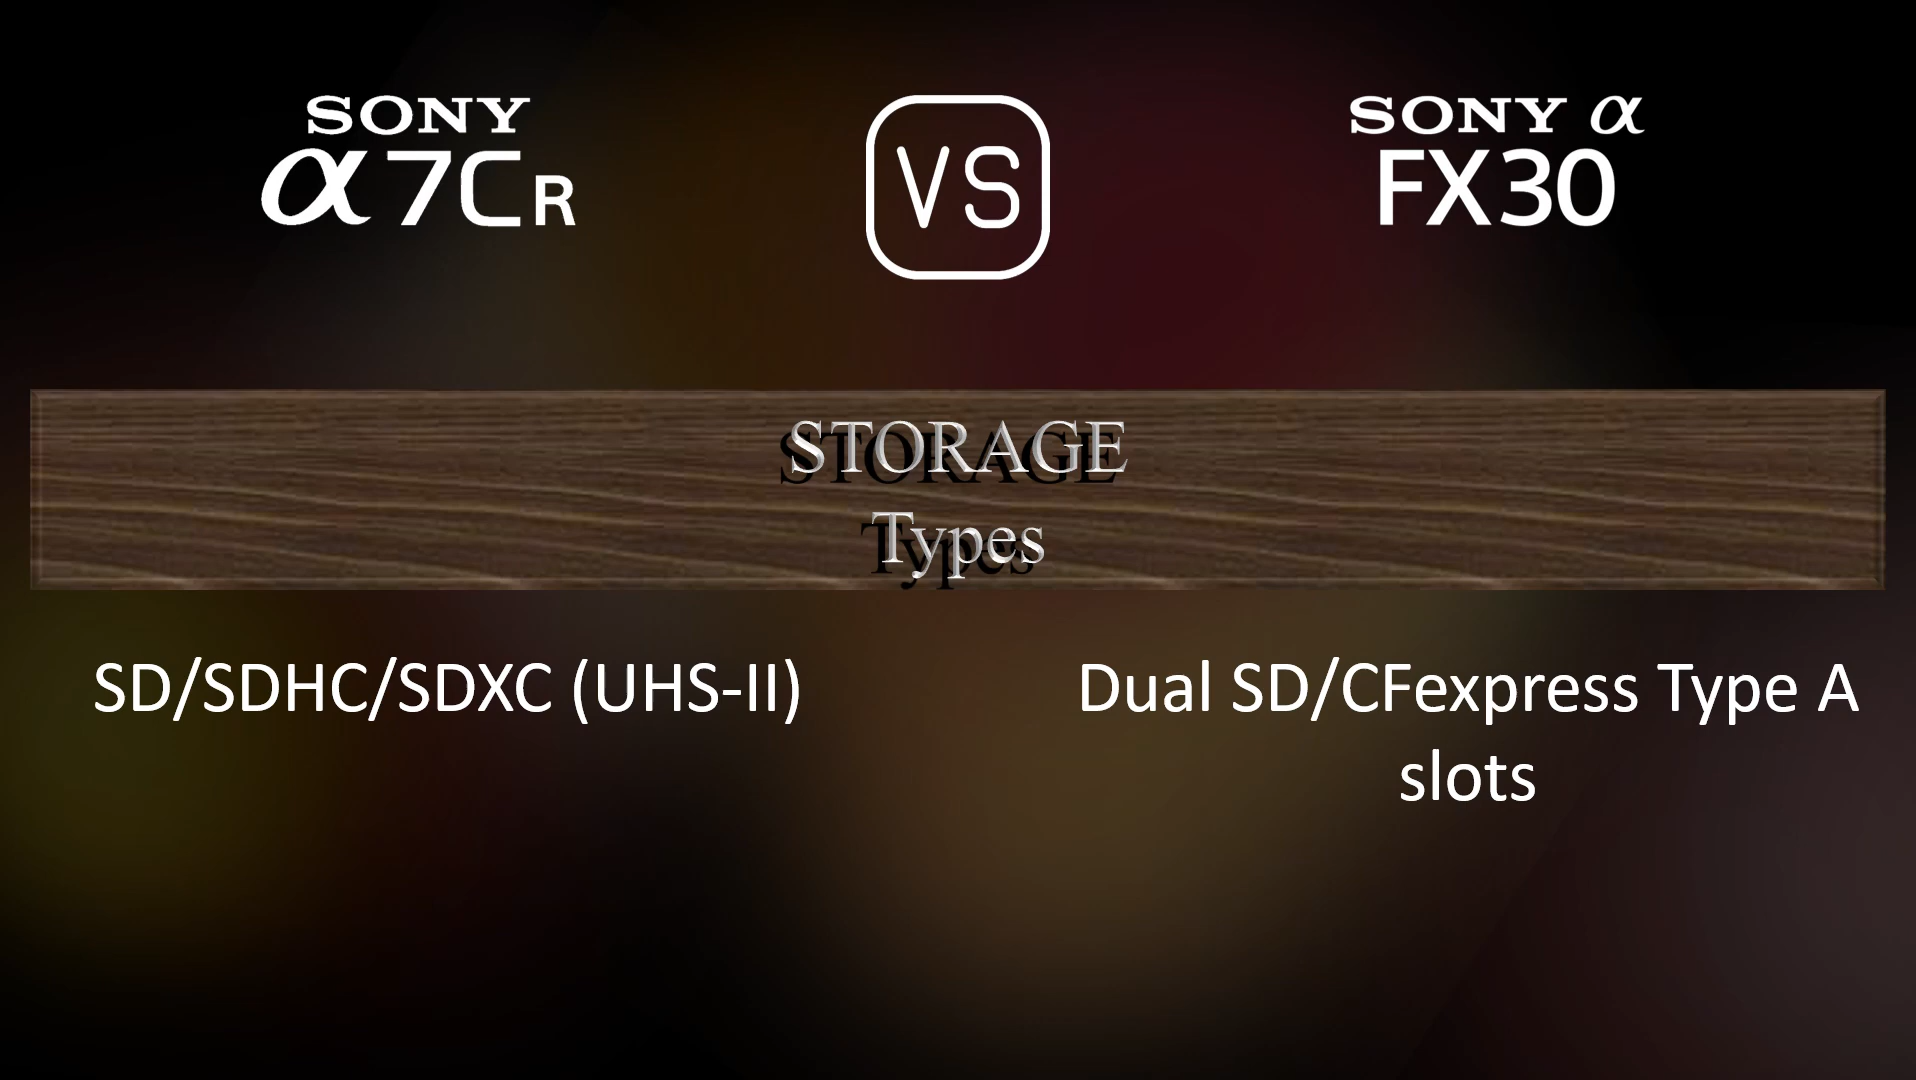 SONY
α7CR
VS
SONY α
FX30
STORAGE
Types
SD/SDHC/SDXC (UHS-II)
Dual SD/CFexpress Type A
slots